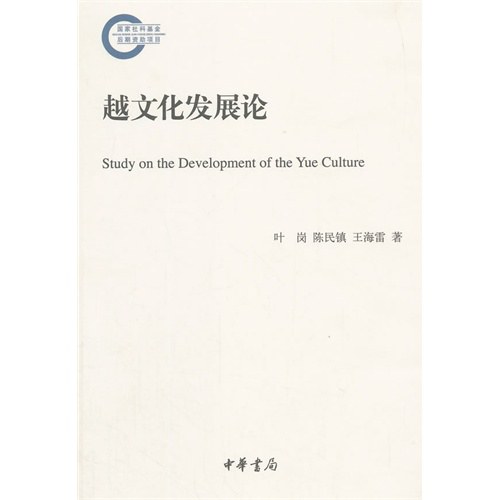 国家社科基金
后期资助项目
越文化发展论
Study on the Development of the Yue Culture
叶 岗 陈民镇 王海雷 著
中華書局